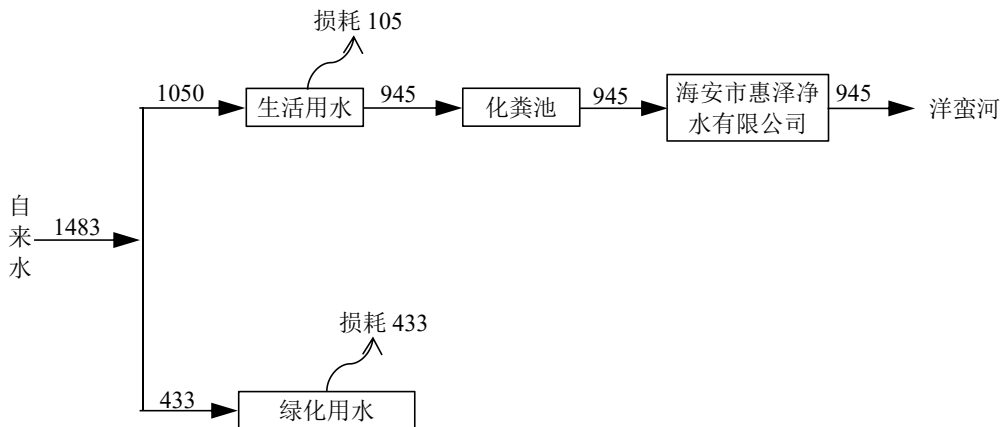 损耗 105
1050
生活用水
945
化粪池
945
海安市惠泽净
水有限公司
945
洋蛮河
自来水
1483
损耗 433
433
绿化用水